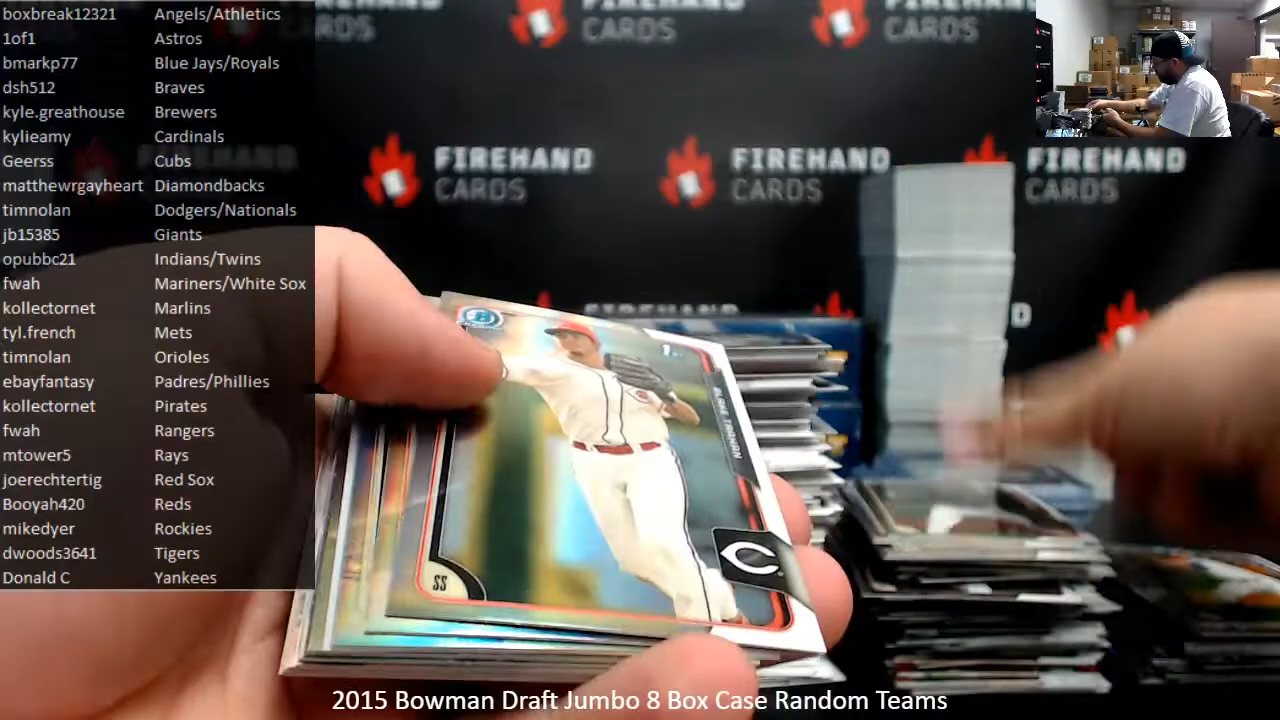 boxbreak12321 Angels/Athletics
1of1 Astros
bmarkp77 Blue Jays/Royals
dsh512 Braves
kyle.greathouse Brewers
kylieamy Cardinals
Geerss Cubs
matthewrgayheart Diamondbacks
timnolan Dodgers/Nationals
jb15385 Giants
opubbc21 Indians/Twins
fwah Mariners/White Sox
kollectornet Marlins
tyl.french Mets
timnolan Orioles
ebayfantasy Padres/Phillies
kollectornet Pirates
fwah Rangers
mtower5 Rays
joerechtertig Red Sox
Booyah420 Reds
mikedyer Rockies
dwoods3641 Tigers
Donald C Yankees
CARDS
CARDS
CARDS
FIREHAND
CARDS
FIREHAND
CARDS
FIREHAND
CARDS
BLAKE TRAHAN
SS
2015 Bowman Draft Jumbo 8 Box Case Random Teams